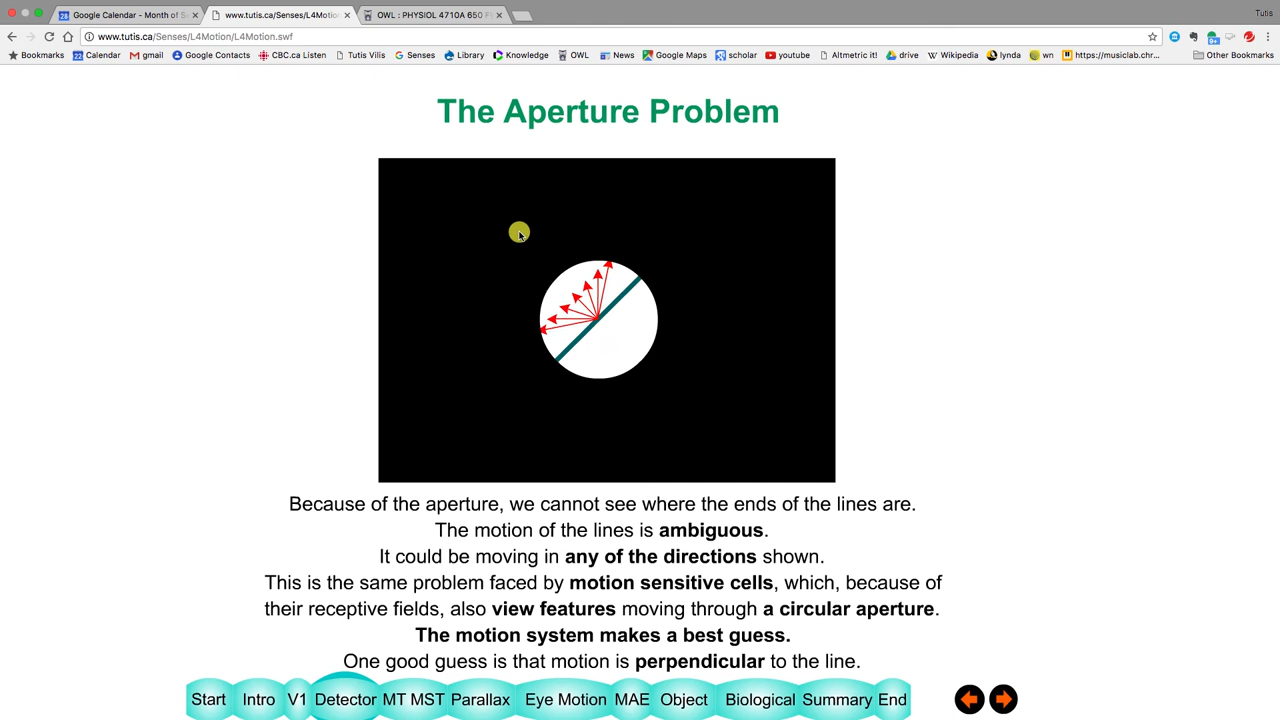 Google Calendar - Month of S
www.tutis.ca/Senses/L4Motio
OWL : PHYSIOL 4710A 650 F
Tutis
www.tutis.ca/Senses/L4Motion/L4Motion.swf
Bookmarks 22 Calendar gmail Google Contacts CBC.ca Listen Tutis Vilis Senses Library Knowledge OWL News Google Maps scholar youtube Altmetric it! drive Wikipedia lynda wn https://musiclab.chr... Other Bookmarks
The Aperture Problem
Because of the aperture, we cannot see where the ends of the lines are.
The motion of the lines is ambiguous.
It could be moving in any of the directions shown.
This is the same problem faced by motion sensitive cells, which, because of
their receptive fields, also view features moving through a circular aperture.
The motion system makes a best guess.
One good guess is that motion is perpendicular to the line.
Start Intro V1 Detector MT MST Parallax Eye Motion MAE Object Biological Summary End